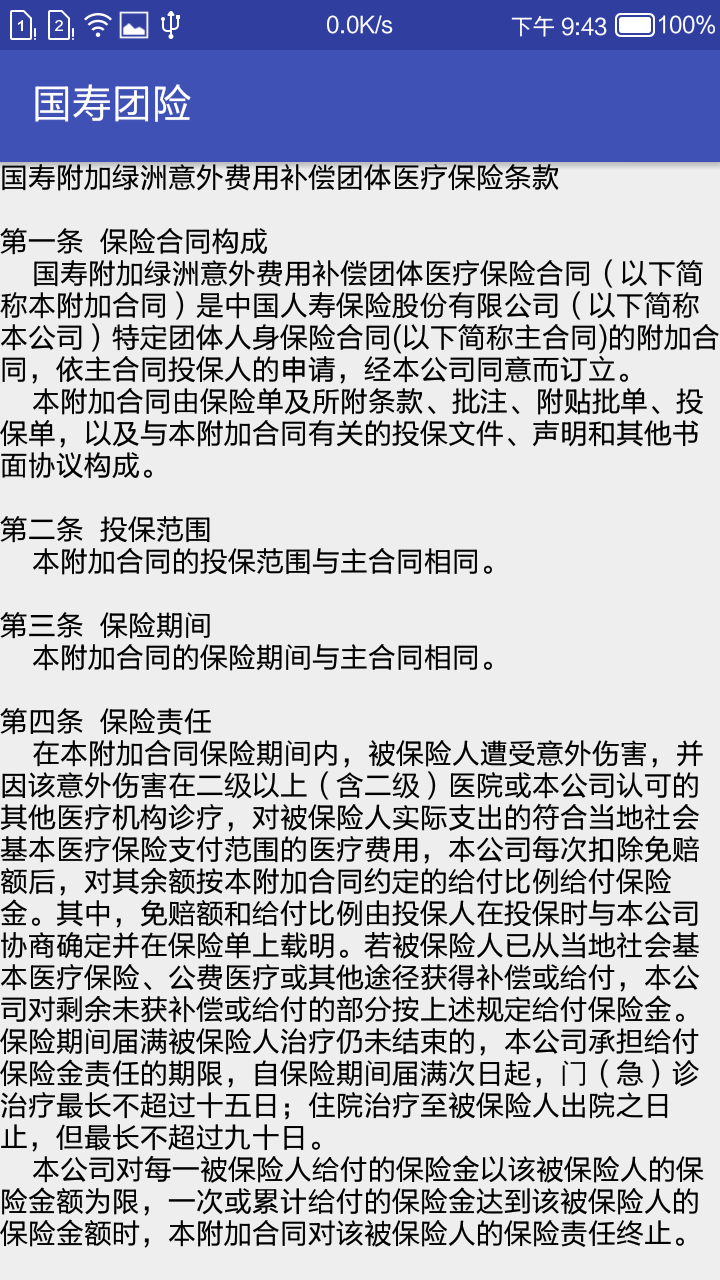 1 2 0.0K/s 下午 9:43 100%
国寿团险
国寿附加绿洲意外费用补偿团体医疗保险条款
第一条 保险合同构成
国寿附加绿洲意外费用补偿团体医疗保险合同（以下简
称本附加合同）是中国人寿保险股份有限公司（以下简称
本公司）特定团体人身保险合同(以下简称主合同)的附加合
同，依主合同投保人的申请，经本公司同意而订立。
本附加合同由保险单及所附条款、批注、附贴批单、投
保单，以及与本附加合同有关的投保文件、声明和其他书
面协议构成。
第二条 投保范围
本附加合同的投保范围与主合同相同。
第三条 保险期间
本附加合同的保险期间与主合同相同。
第四条 保险责任
在本附加合同保险期间内，被保险人遭受意外伤害，并
因该意外伤害在二级以上（含二级）医院或本公司认可的
其他医疗机构诊疗，对被保险人实际支出的符合当地社会
基本医疗保险支付范围的医疗费用，本公司每次扣除免赔
额后，对其余额按本附加合同约定的给付比例给付保险
金。其中，免赔额和给付比例由投保人在投保时与本公司
协商确定并在保险单上载明。若被保险人已从当地社会基
本医疗保险、公费医疗或其他途径获得补偿或给付，本公
司对剩余未获补偿或给付的部分按上述规定给付保险金。
保险期间届满被保险人治疗仍未结束的，本公司承担给付
保险金责任的期限，自保险期间届满次日起，门（急）诊
治疗最长不超过十五日；住院治疗至被保险人出院之日
止，但最长不超过九十日。
本公司对每一被保险人给付的保险金以该被保险人的保
险金额为限，一次或累计给付的保险金达到该被保险人的
保险金额时，本附加合同对该被保险人的保险责任终止。